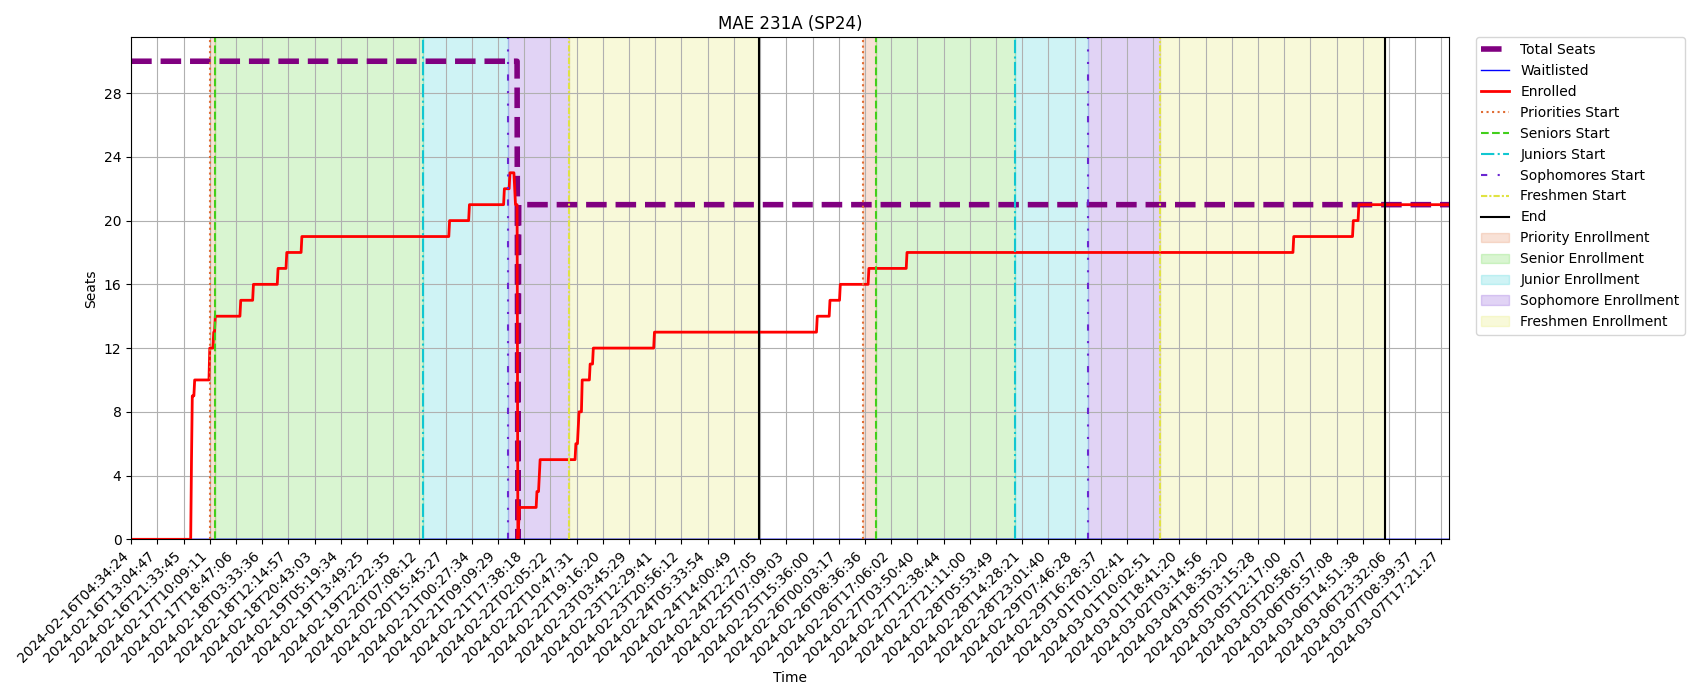 MAE 231A (SP24)
Seats
28
24
20
16
12
8
4
0
2024-02-16T04:34:24
2024-02-16T13:04:47
2024-02-16T21:33:45
2024-02-17T10:09:11
2024-02-17T18:47:06
2024-02-18T03:33:36
2024-02-18T12:14:57
2024-02-18T20:43:03
2024-02-19T05:19:34
2024-02-19T13:49:25
2024-02-19T22:22:35
2024-02-20T07:08:12
2024-02-20T15:45:27
2024-02-21T00:27:34
2024-02-21T09:09:29
2024-02-21T17:38:18
2024-02-22T02:05:22
2024-02-22T10:47:31
2024-02-22T19:16:20
2024-02-23T03:45:29
2024-02-23T12:29:41
2024-02-23T20:56:12
2024-02-24T05:33:54
2024-02-24T14:00:49
2024-02-24T22:27:05
2024-02-25T07:09:03
2024-02-25T15:36:00
2024-02-26T00:03:17
2024-02-26T08:36:36
2024-02-26T17:06:02
2024-02-27T03:50:40
2024-02-27T12:38:44
2024-02-27T21:11:00
2024-02-28T05:53:49
2024-02-28T14:28:21
2024-02-28T23:01:40
2024-02-29T07:46:28
2024-02-29T16:28:37
2024-03-01T01:02:41
2024-03-01T10:02:51
2024-03-01T18:41:20
2024-03-02T03:14:56
2024-03-04T18:35:20
2024-03-05T03:15:28
2024-03-05T12:17:00
2024-03-05T20:58:07
2024-03-06T05:57:08
2024-03-06T14:51:38
2024-03-06T23:32:06
2024-03-07T08:39:37
2024-03-07T17:21:27
Time
Total Seats
Waitlisted
Enrolled
Priorities Start
Seniors Start
Juniors Start
Sophomores Start
Freshmen Start
End
Priority Enrollment
Senior Enrollment
Junior Enrollment
Sophomore Enrollment
Freshmen Enrollment